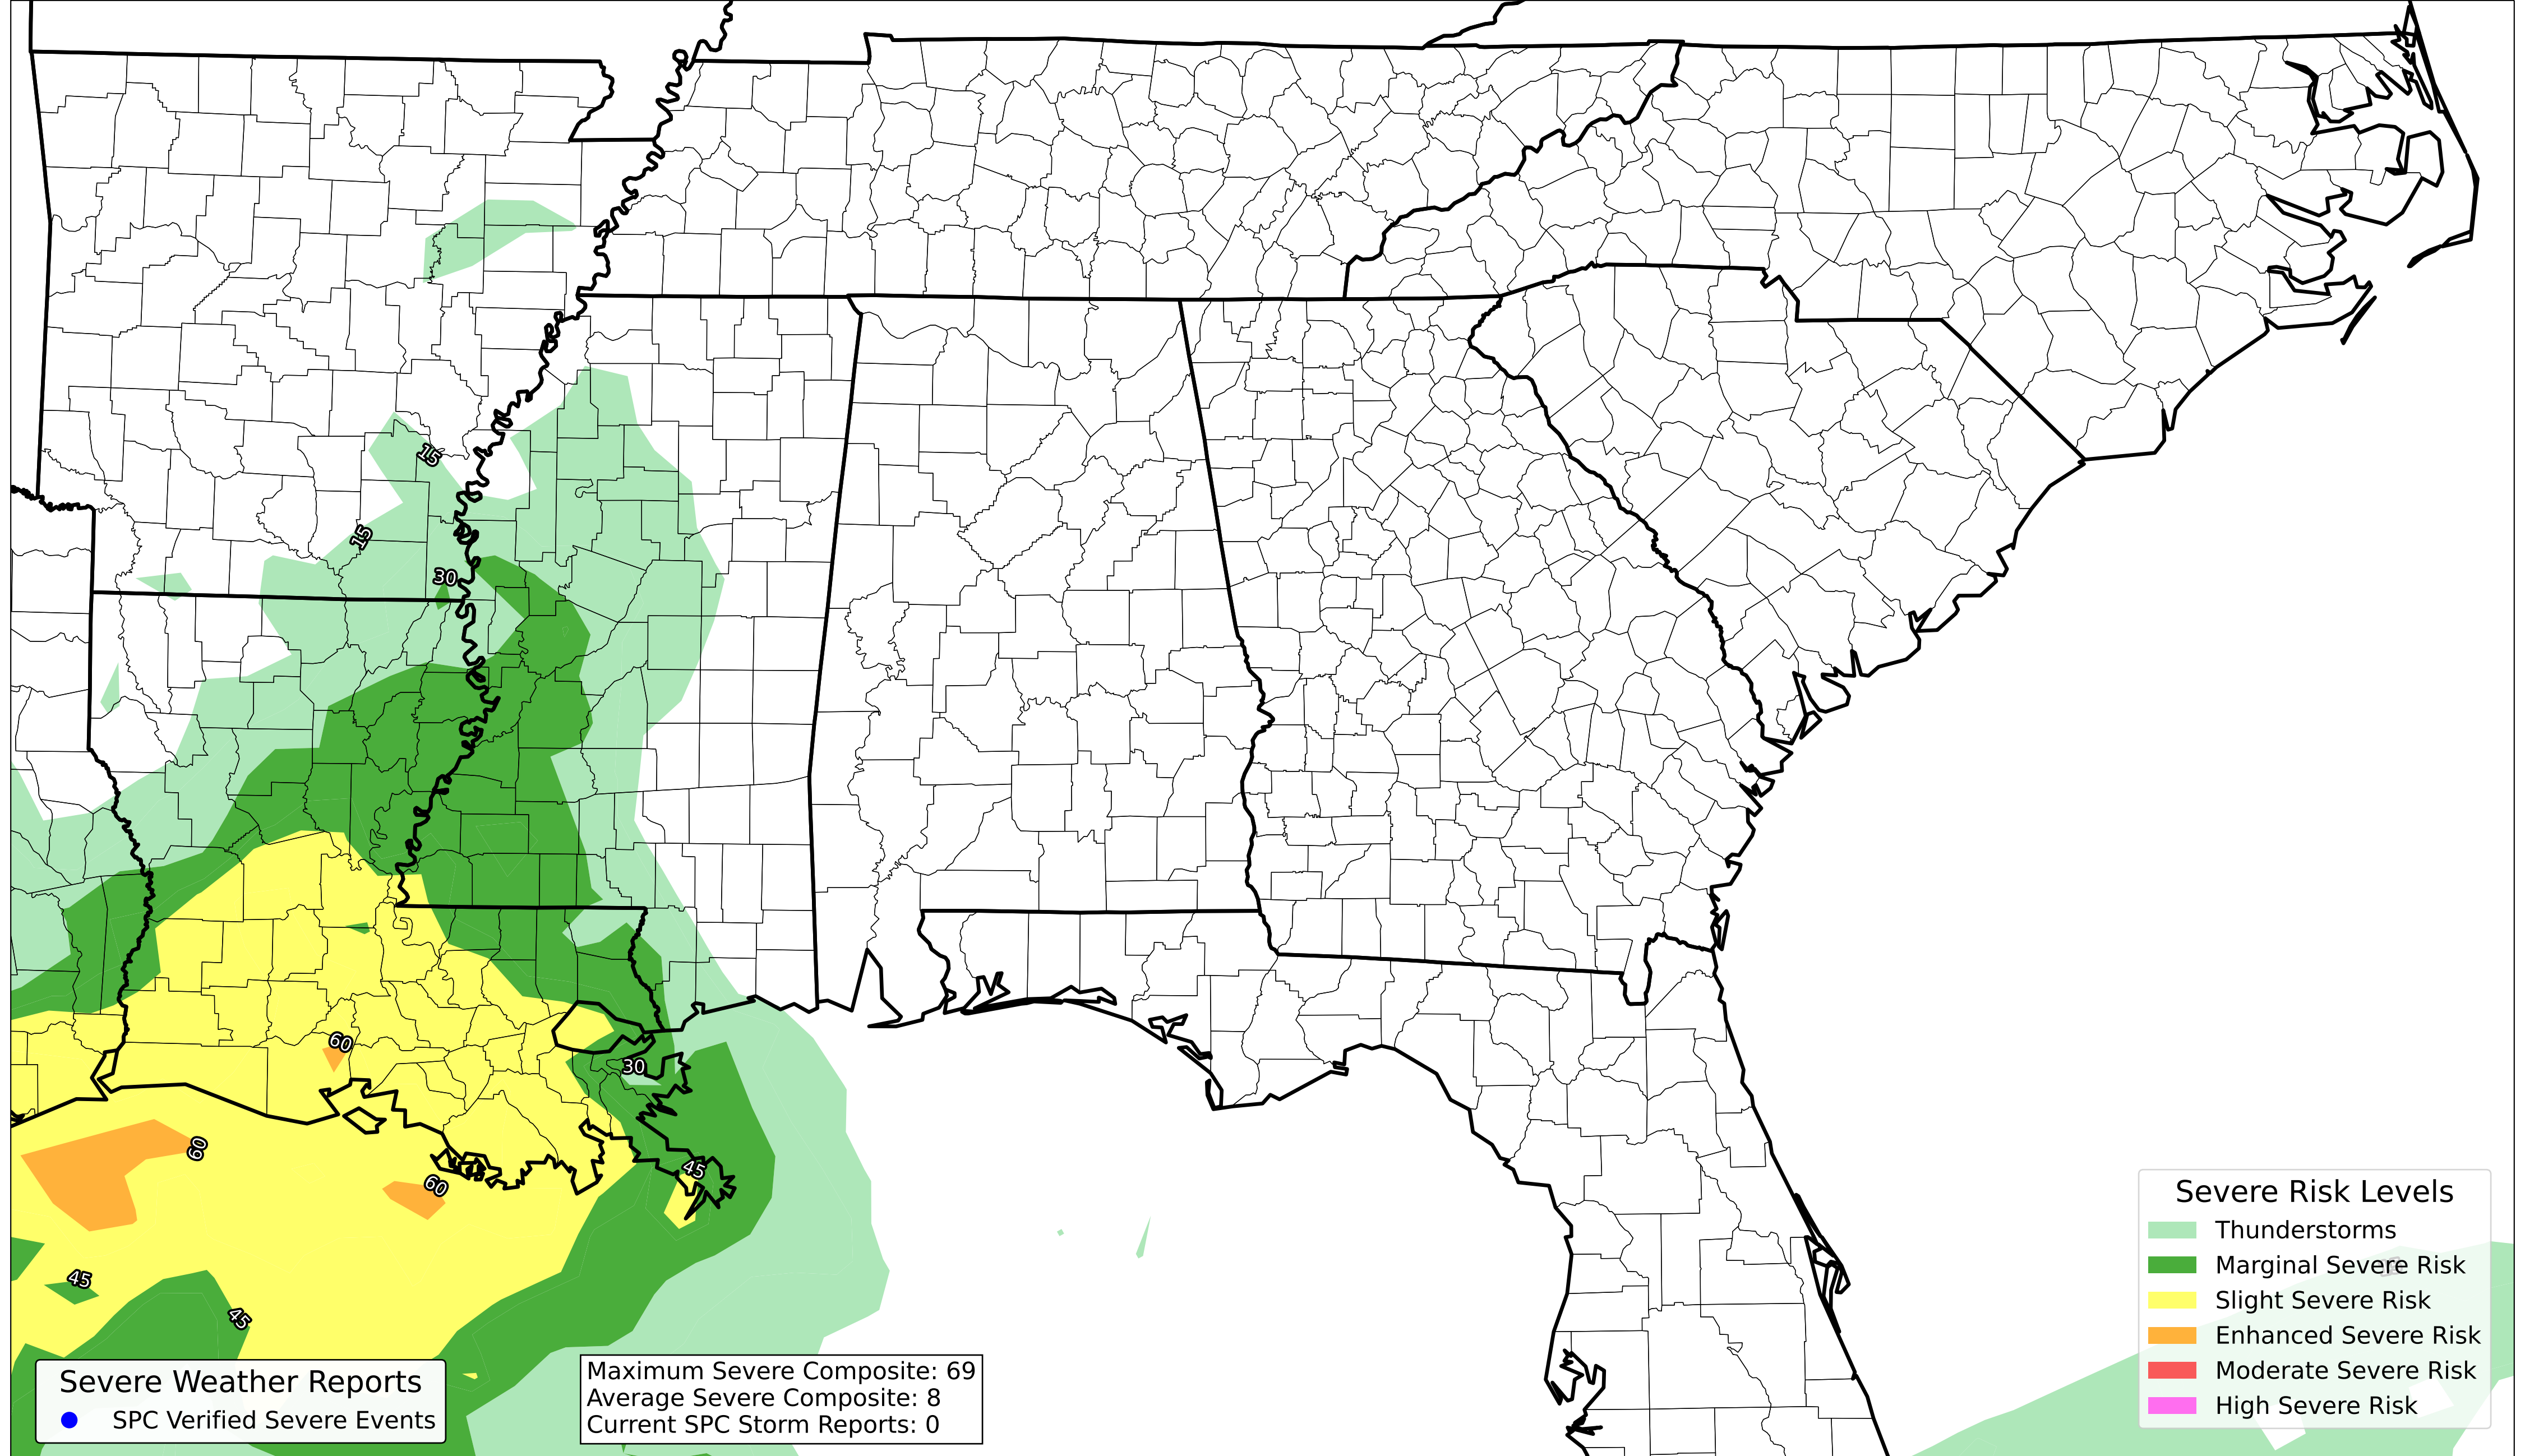 15
15
30
60
30
60
45
60
45
45
Severe Risk Levels
Thunderstorms
Marginal Severe Risk
Slight Severe Risk
Enhanced Severe Risk
Moderate Severe Risk
High Severe Risk
Severe Weather Reports
SPC Verified Severe Events
Maximum Severe Composite: 69
Average Severe Composite: 8
Current SPC Storm Reports: 0